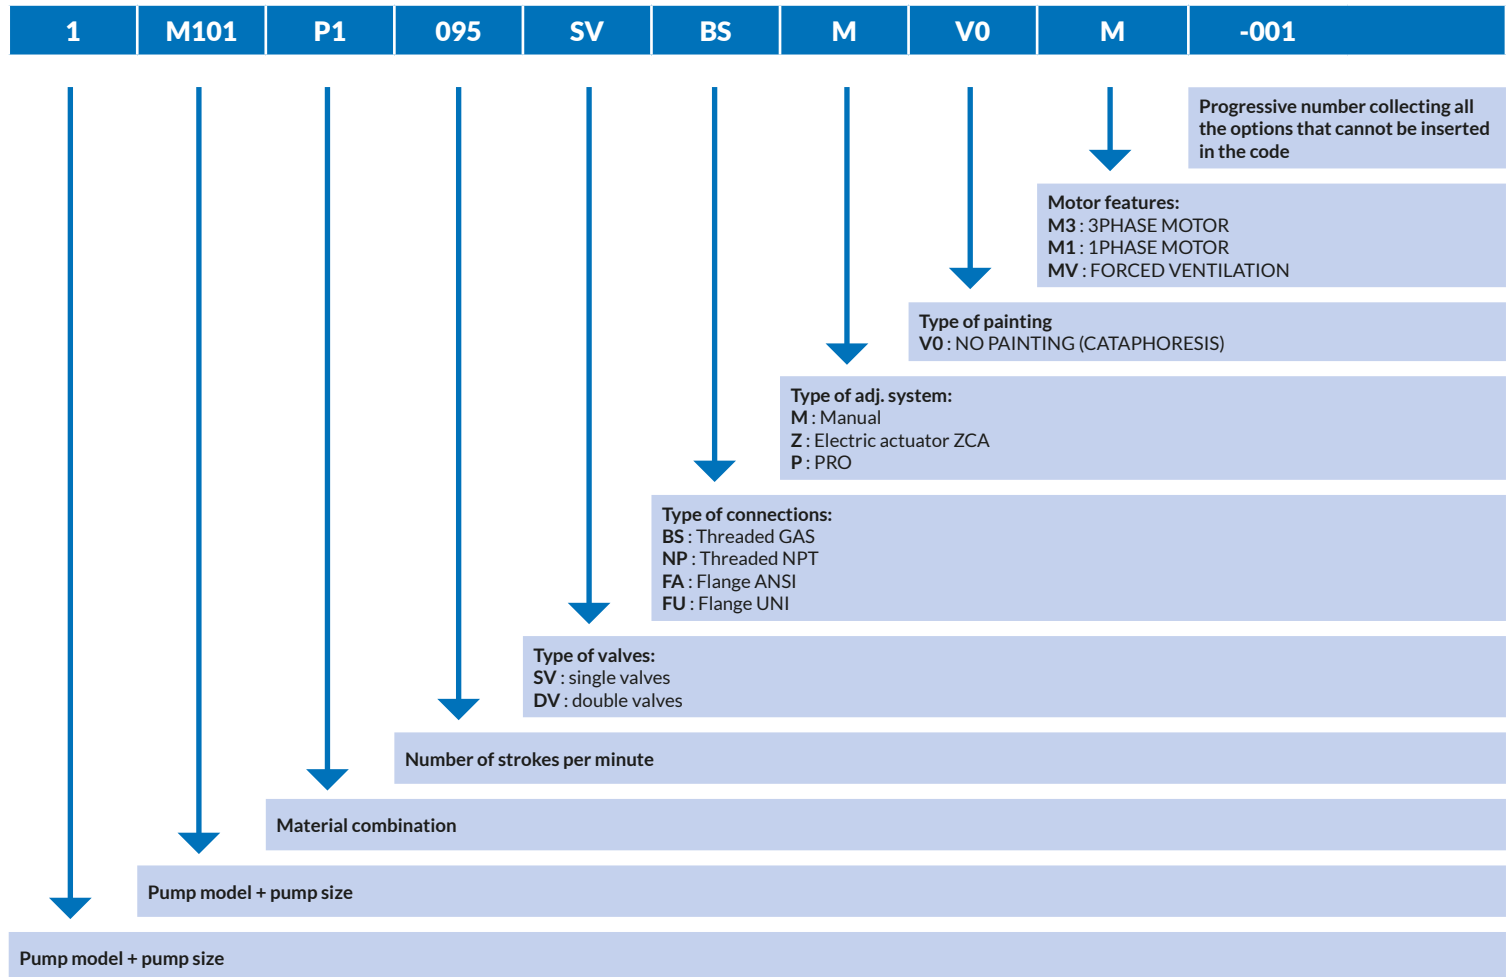 1 M101 P1 095 SV BS M V0 M -001
Progressive number collecting all
the options that cannot be inserted
in the code
Motor features:
M3 : 3PHASE MOTOR
M1 : 1PHASE MOTOR
MV : FORCED VENTILATION
Type of painting
V0 : NO PAINTING (CATAPHORESIS)
Type of adj. system:
M : Manual
Z : Electric actuator ZCA
P : PRO
Type of connections:
BS : Threaded GAS
NP : Threaded NPT
FA : Flange ANSI
FU : Flange UNI
Type of valves:
SV : single valves
DV : double valves
Number of strokes per minute
Material combination
Pump model + pump size
Pump model + pump size